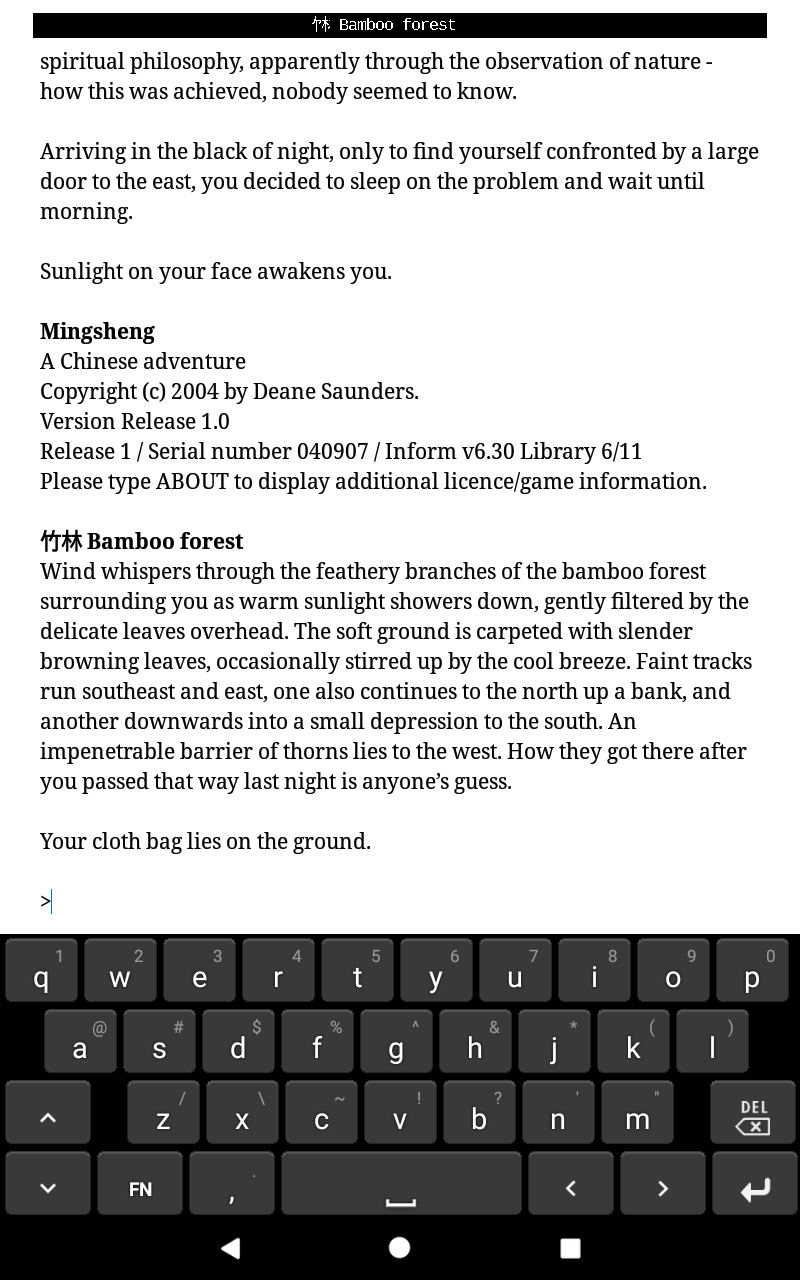 竹林 Bamboo forest
spiritual philosophy, apparently through the observation of nature -
how this was achieved, nobody seemed to know.
Arriving in the black of night, only to find yourself confronted by a large
door to the east, you decided to sleep on the problem and wait until
morning.
Sunlight on your face awakens you.
Mingsheng
A Chinese adventure
Copyright (c) 2004 by Deane Saunders.
Version Release 1.0
Release 1 / Serial number 040907 / Inform v6.30 Library 6/11
Please type ABOUT to display additional licence/game information.
竹林 Bamboo forest
Wind whispers through the feathery branches of the bamboo forest
surrounding you as warm sunlight showers down, gently filtered by the
delicate leaves overhead. The soft ground is carpeted with slender
browning leaves, occasionally stirred up by the cool breeze. Faint tracks
run southeast and east, one also continues to the north up a bank, and
another downwards into a small depression to the south. An
impenetrable barrier of thorns lies to the west. How they got there after
you passed that way last night is anyone’s guess.
Your cloth bag lies on the ground.
>
1 2 3 4 5 6 7 8 9 0
q w e r t y u i o p
@ # $ % ^ & * ( )
a s d f g h j k l
/ \ ~ ! ? ' " DEL
z x c v b n m
FN , . < >